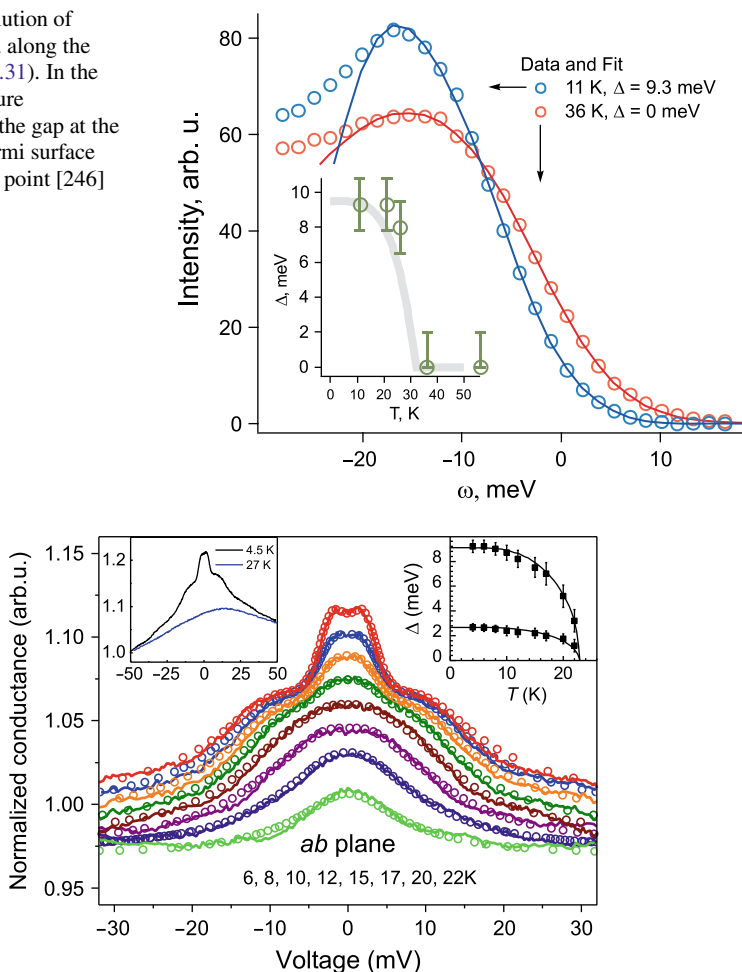 lution of
along the
.31). In the
ure
the gap at the
rmi surface
point [246]
Intensity, arb. u.
80
60
40
20
0
Data and Fit
11 K, Δ = 9.3 meV
36 K, Δ = 0 meV
Δ, meV
10
8
6
4
2
0
0 10 20 30 40 50
T, K
−20 −10 0 10
ω, meV
Normalized conductance (arb.u.)
1.15
1.10
1.05
1.00
0.95
1.2
1.1
1.0
4.5 K
27 K
−50 −25 0 25 50
Δ (meV)
8
6
4
2
0
0 10 20
T (K)
ab plane
6, 8, 10, 12, 15, 17, 20, 22K
−30 −20 −10 0 10 20 30
Voltage (mV)